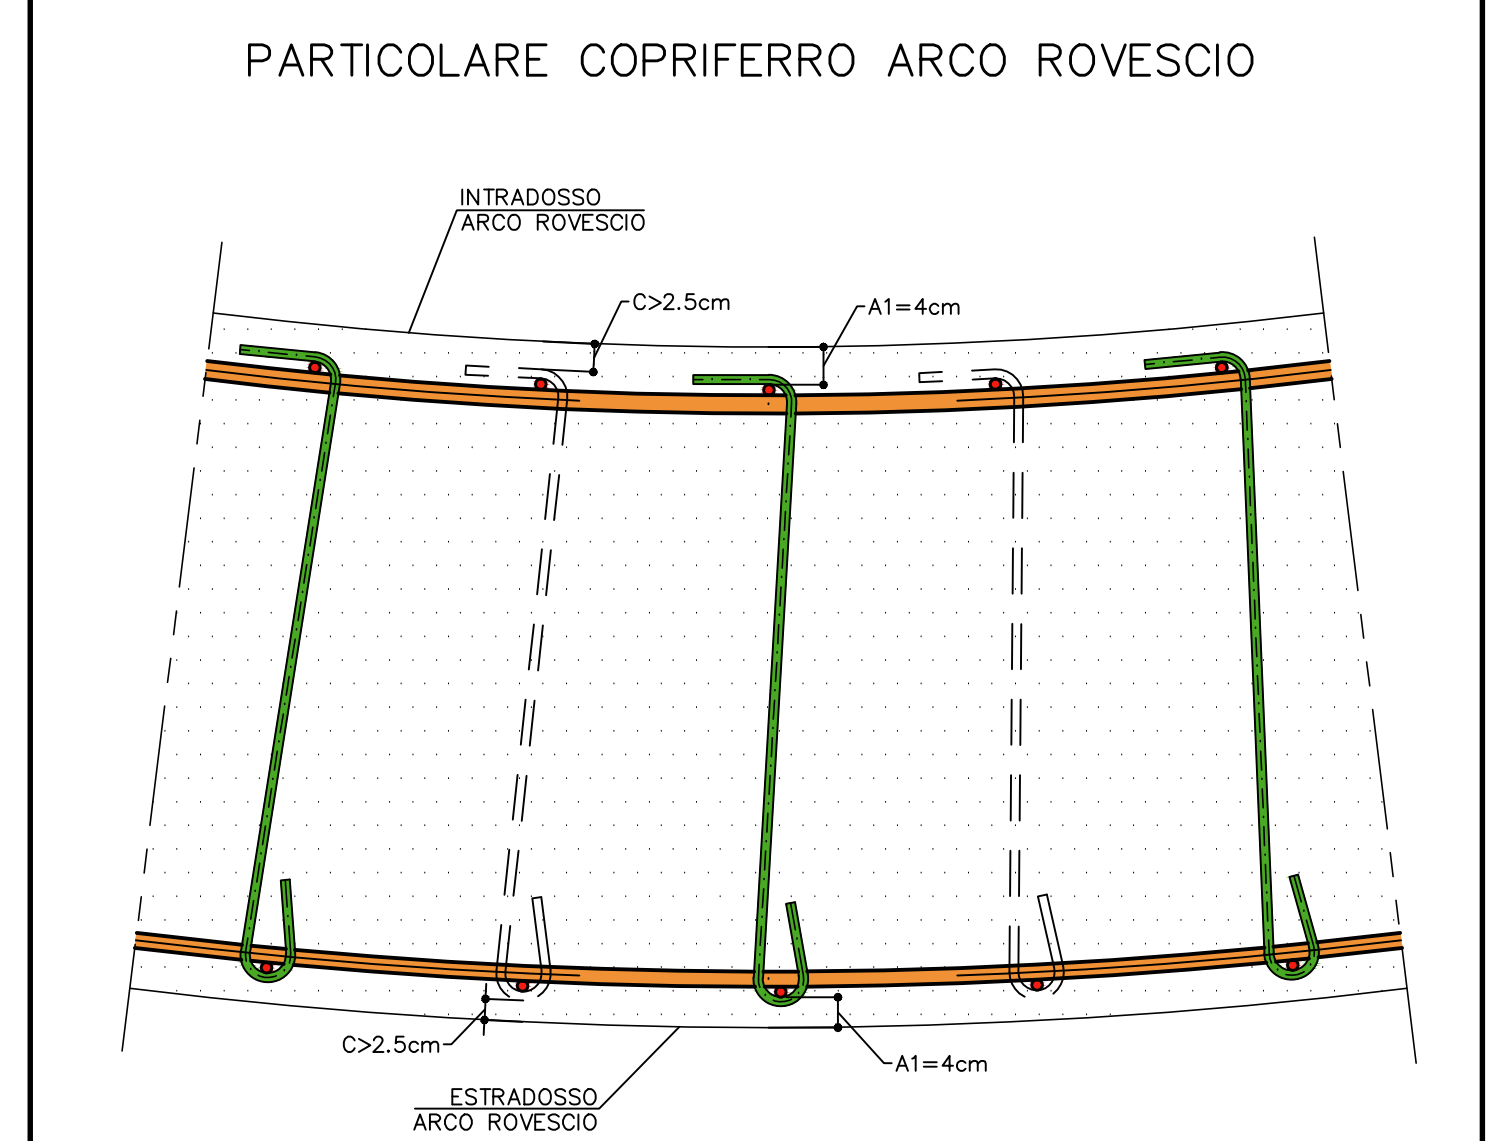 PARTICOLARE COPRIFERRO ARCO ROVESCIO
INTRADOSSO
ARCO ROVESCIO
C>2.5cm
A1=4cm
C>2.5cm
A1=4cm
ESTRADOSSO
ARCO ROVESCIO